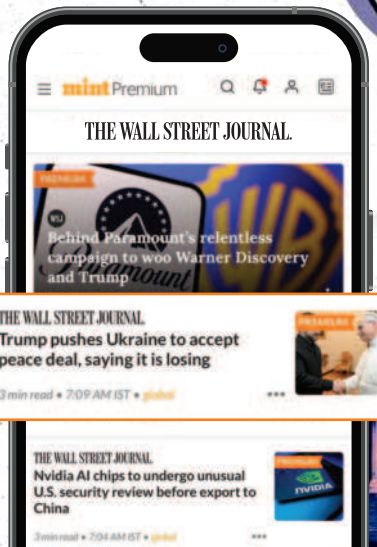 mint Premium
THE WALL STREET JOURNAL.
PREMIUM
WSJ
Behind Paramount's relentless
campaign to woo Warner Discovery
and Trump
Paramount
WB
THE WALL STREET JOURNAL.
PREMIUM
Trump pushes Ukraine to accept
peace deal, saying it is losing
3 min read • 7:09 AM IST • global
THE WALL STREET JOURNAL.
PREMIUM
Nvidia AI chips to undergo unusual
U.S. security review before export to
China
NVIDIA
3 min read • 7:04 AM IST • global